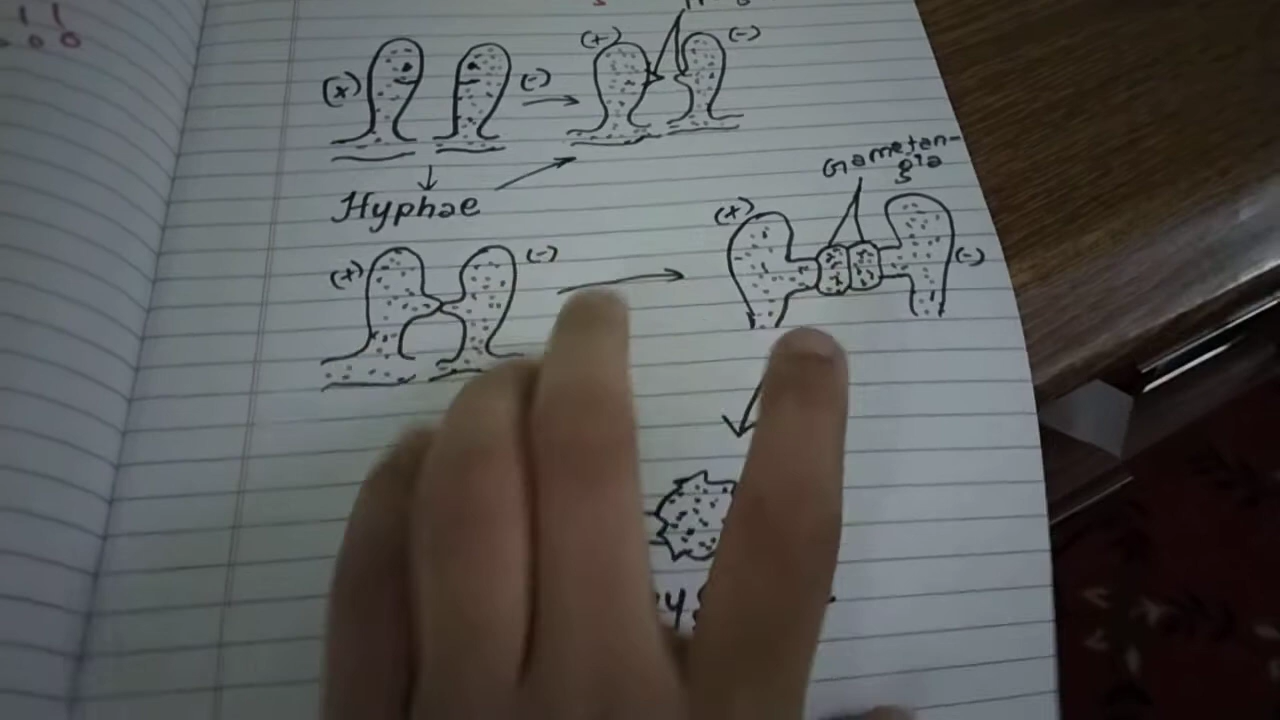 (+) (-)
(x) (-)
Hyphae
Gametan-
gia
(x) (-)
(x) (-)